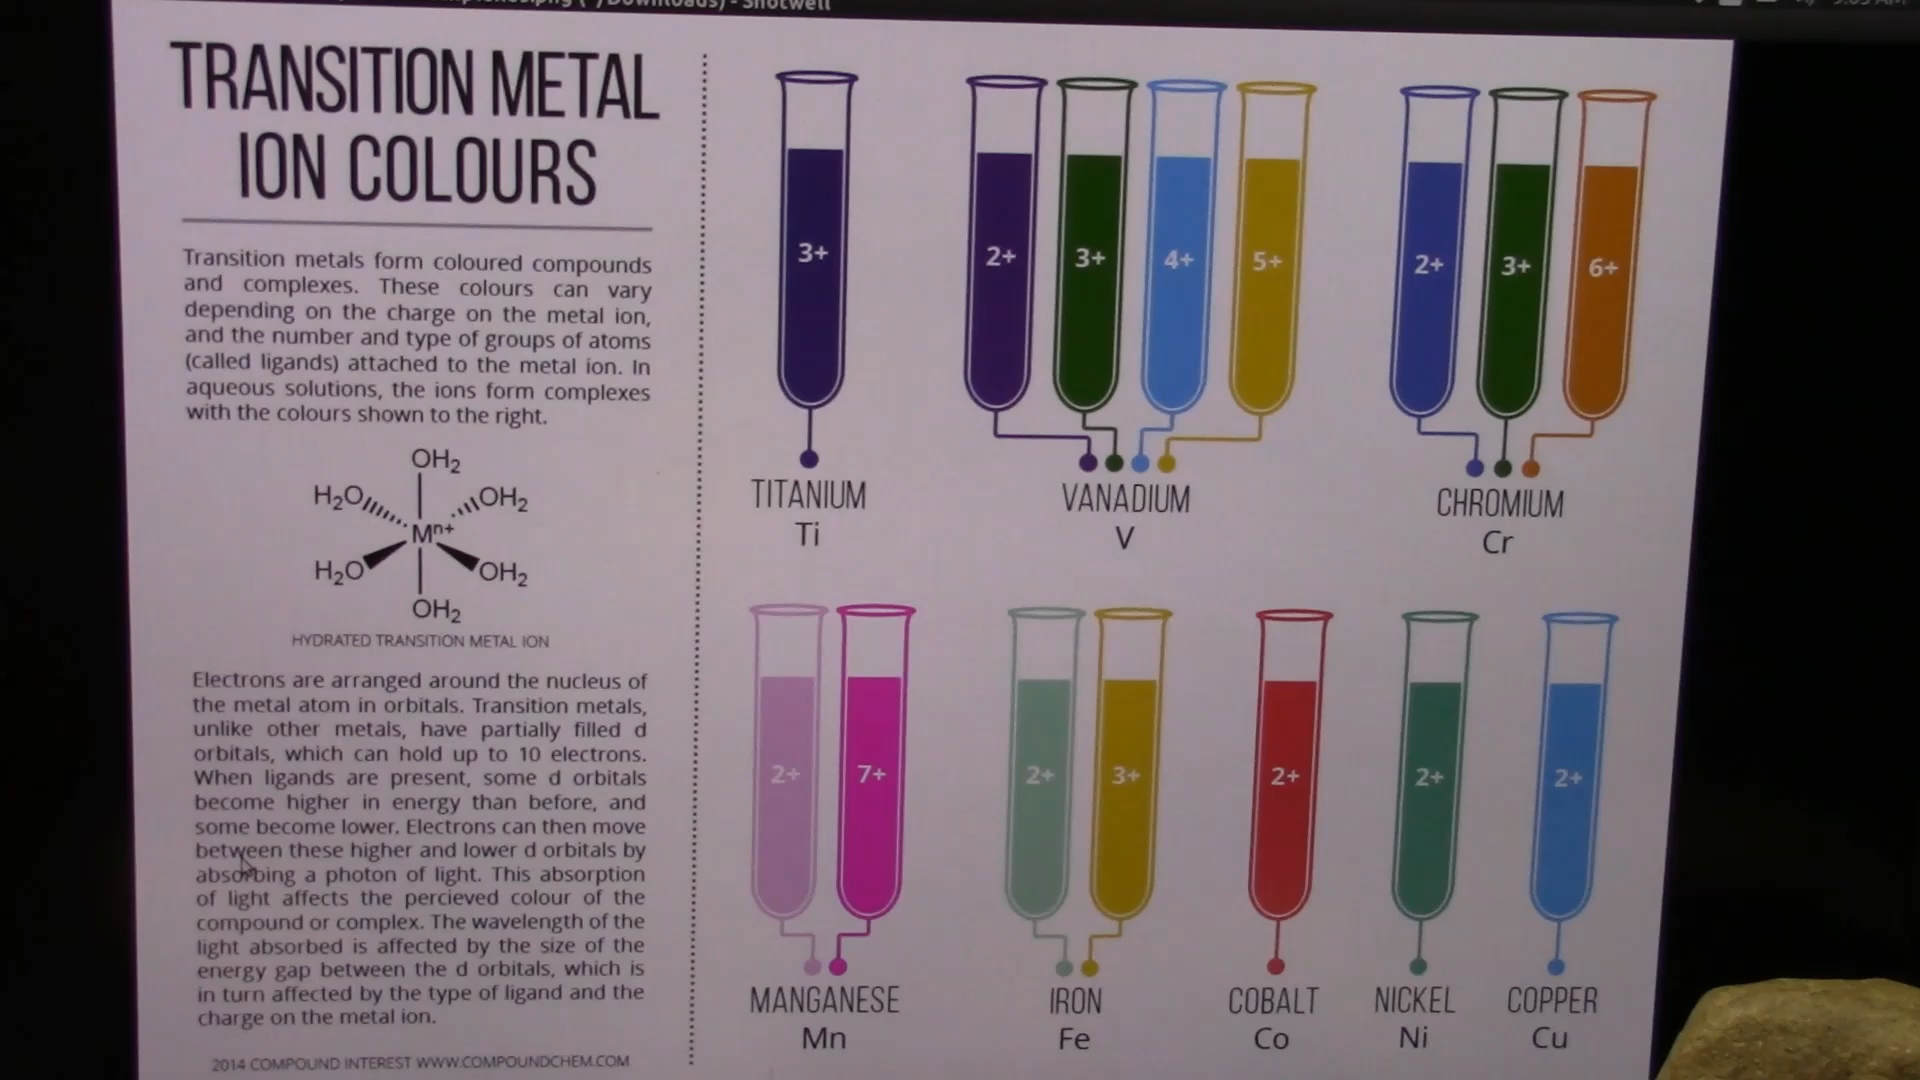 Shotwell
TRANSITION METAL
ION COLOURS
Transition metals form coloured compounds
and complexes. These colours can vary
depending on the charge on the metal ion,
and the number and type of groups of atoms
(called ligands) attached to the metal ion. In
aqueous solutions, the ions form complexes
with the colours shown to the right.
OH2
H2O OH2
Mn+
H2O OH2
OH2
HYDRATED TRANSITION METAL ION
Electrons are arranged around the nucleus of
the metal atom in orbitals. Transition metals,
unlike other metals, have partially filled d
orbitals, which can hold up to 10 electrons.
When ligands are present, some d orbitals
become higher in energy than before, and
some become lower. Electrons can then move
between these higher and lower d orbitals by
absorbing a photon of light. This absorption
of light affects the percieved colour of the
compound or complex. The wavelength of the
light absorbed is affected by the size of the
energy gap between the d orbitals, which is
in turn affected by the type of ligand and the
charge on the metal ion.
2014 COMPOUND INTEREST WWW.COMPOUNDCHEM.COM
3+
TITANIUM
Ti
2+ 3+ 4+ 5+
VANADIUM
V
2+ 3+ 6+
CHROMIUM
Cr
2+ 7+
MANGANESE
Mn
2+ 3+
IRON
Fe
2+
COBALT
Co
2+
NICKEL
Ni
2+
COPPER
Cu